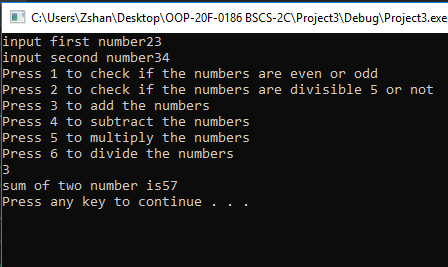 C:\Users\Zshan\Desktop\OOP-20F-0186 BSCS-2C\Project3\Debug\Project3.exe
input first number23
input second number34
Press 1 to check if the numbers are even or odd
Press 2 to check if the numbers are divisible 5 or not
Press 3 to add the numbers
Press 4 to subtract the numbers
Press 5 to multiply the numbers
Press 6 to divide the numbers
3
sum of two number is57
Press any key to continue . . .